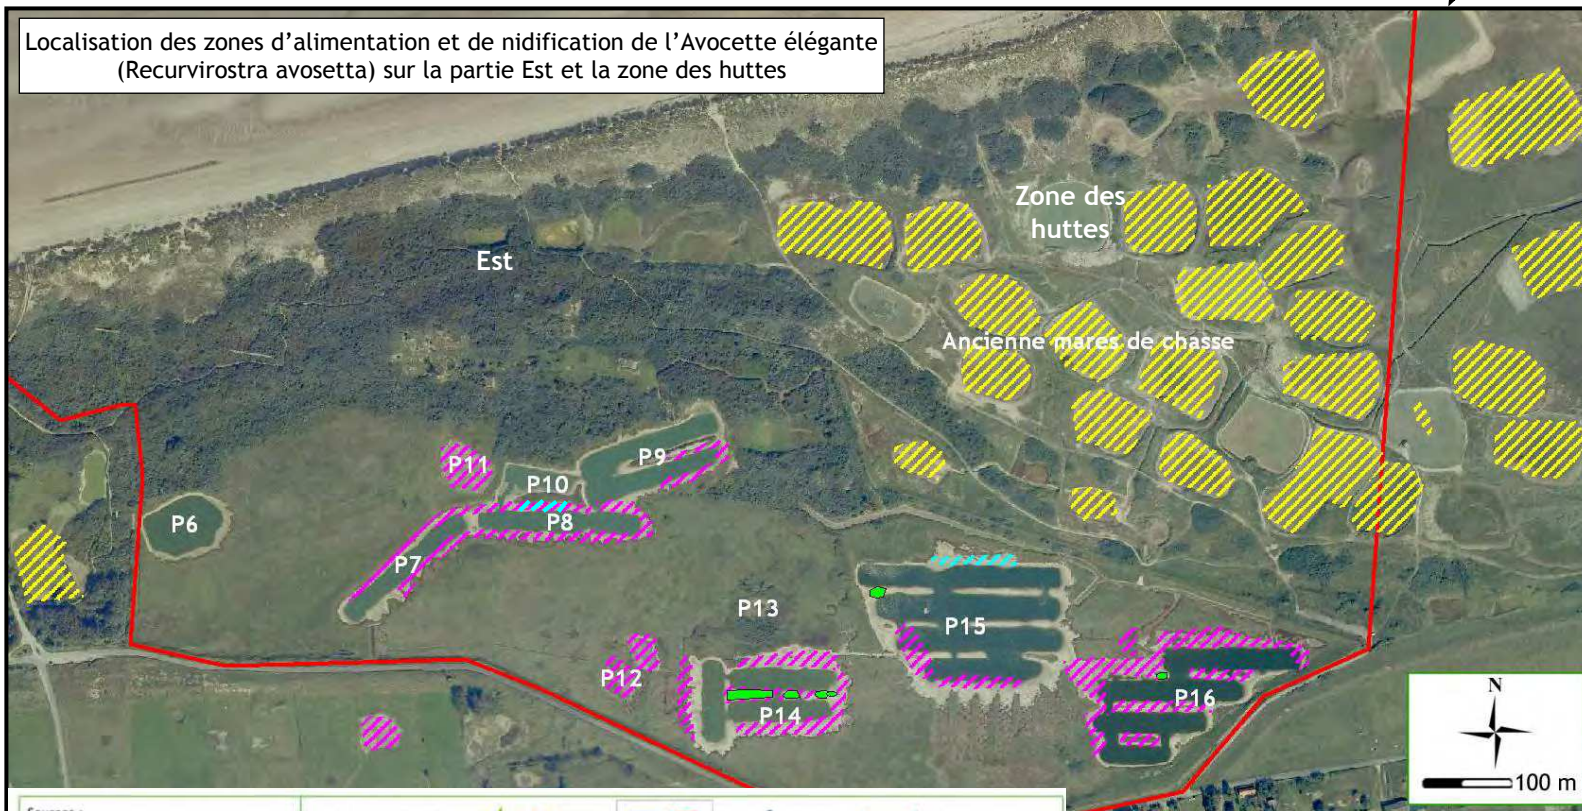 Localisation des zones d’alimentation et de nidification de l’Avocette élégante
(Recurvirostra avosetta) sur la partie Est et la zone des huttes
Zone des
huttes
Est
Ancienne mares de chasse
P11
P9
P10
P6
P8
P7
P13
P15
P12
P16
P14
N
100 m